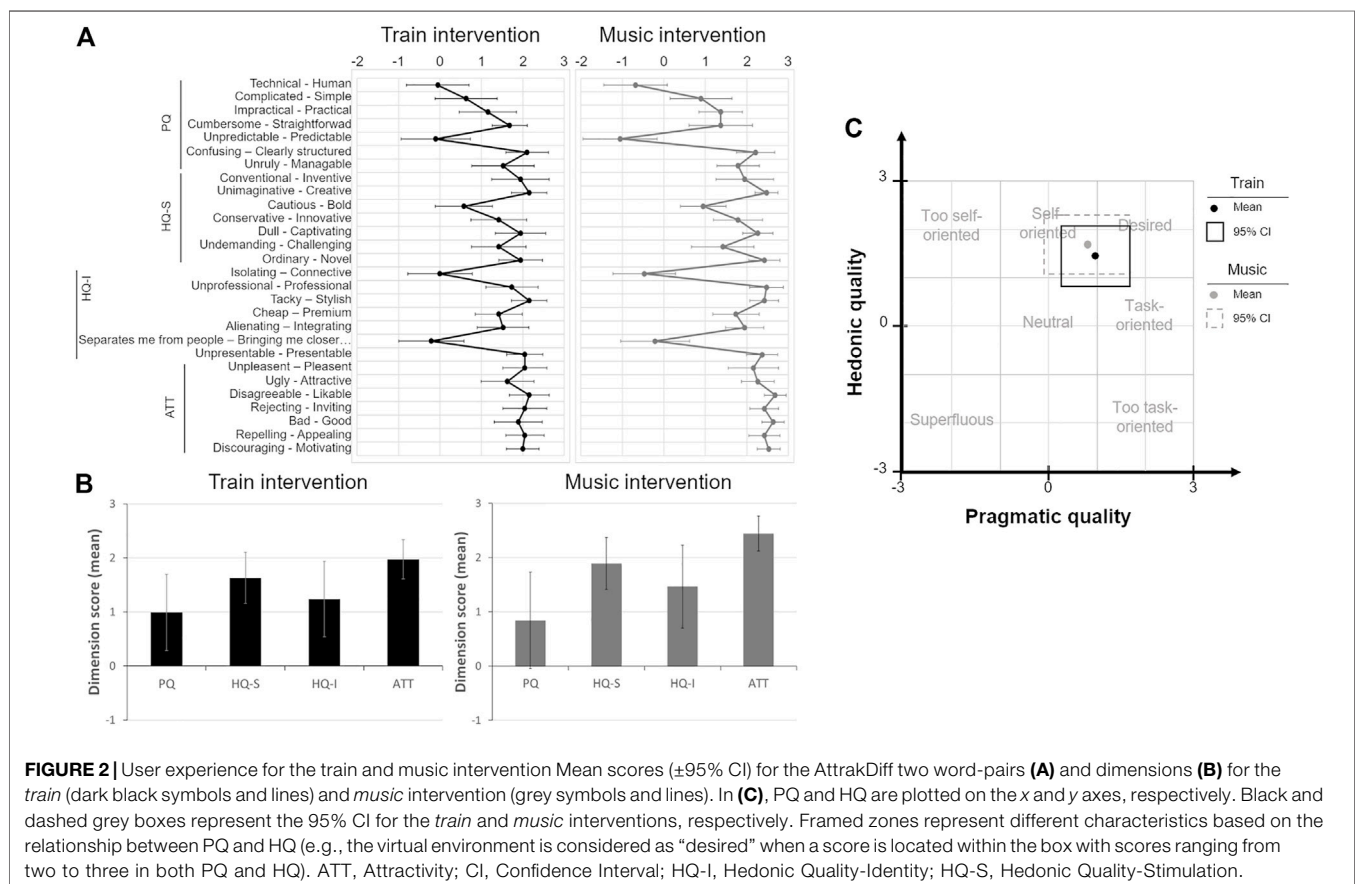 A
Train intervention
Music intervention
-2 -1 0 1 2 3
-2 -1 0 1 2 3
PQ
Technical - Human
Complicated - Simple
Impractical - Practical
Cumbersome - Straightforwad
Unpredictable - Predictable
Confusing – Clearly structured
Unruly - Managable
HQ-S
Conventional - Inventive
Unimaginative - Creative
Cautious - Bold
Conservative - Innovative
Dull - Captivating
Undemanding - Challenging
Ordinary - Novel
HQ-I
Isolating – Connective
Unprofessional - Professional
Tacky – Stylish
Cheap – Premium
Alienating – Integrating
Separates me from people – Bringing me closer…
Unpresentable - Presentable
ATT
Unpleasent – Pleasent
Ugly - Attractive
Disagreeable - Likable
Rejecting - Inviting
Bad - Good
Repelling - Appealing
Discouraging - Motivating
B
Train intervention
Dimension score (mean)
3
2
1
0
-1
PQ HQ-S HQ-I ATT
Music intervention
Dimension score (mean)
3
2
1
0
-1
PQ HQ-S HQ-I ATT
C
Hedonic quality
3
0
-3
Too self-
oriented
Self-
oriented
Desired
Neutral
Task-
oriented
Superfluous
Too task-
oriented
-3 0 3
Pragmatic quality
Train
Mean
95% CI
Music
Mean
95% CI
FIGURE 2 | User experience for the train and music intervention Mean scores (±95% CI) for the AttrakDiff two word-pairs (A) and dimensions (B) for the
train (dark black symbols and lines) and music intervention (grey symbols and lines). In (C), PQ and HQ are plotted on the x and y axes, respectively. Black and
dashed grey boxes represent the 95% CI for the train and music interventions, respectively. Framed zones represent different characteristics based on the
relationship between PQ and HQ (e.g., the virtual environment is considered as “desired” when a score is located within the box with scores ranging from
two to three in both PQ and HQ). ATT, Attractivity; CI, Confidence Interval; HQ-I, Hedonic Quality-Identity; HQ-S, Hedonic Quality-Stimulation.